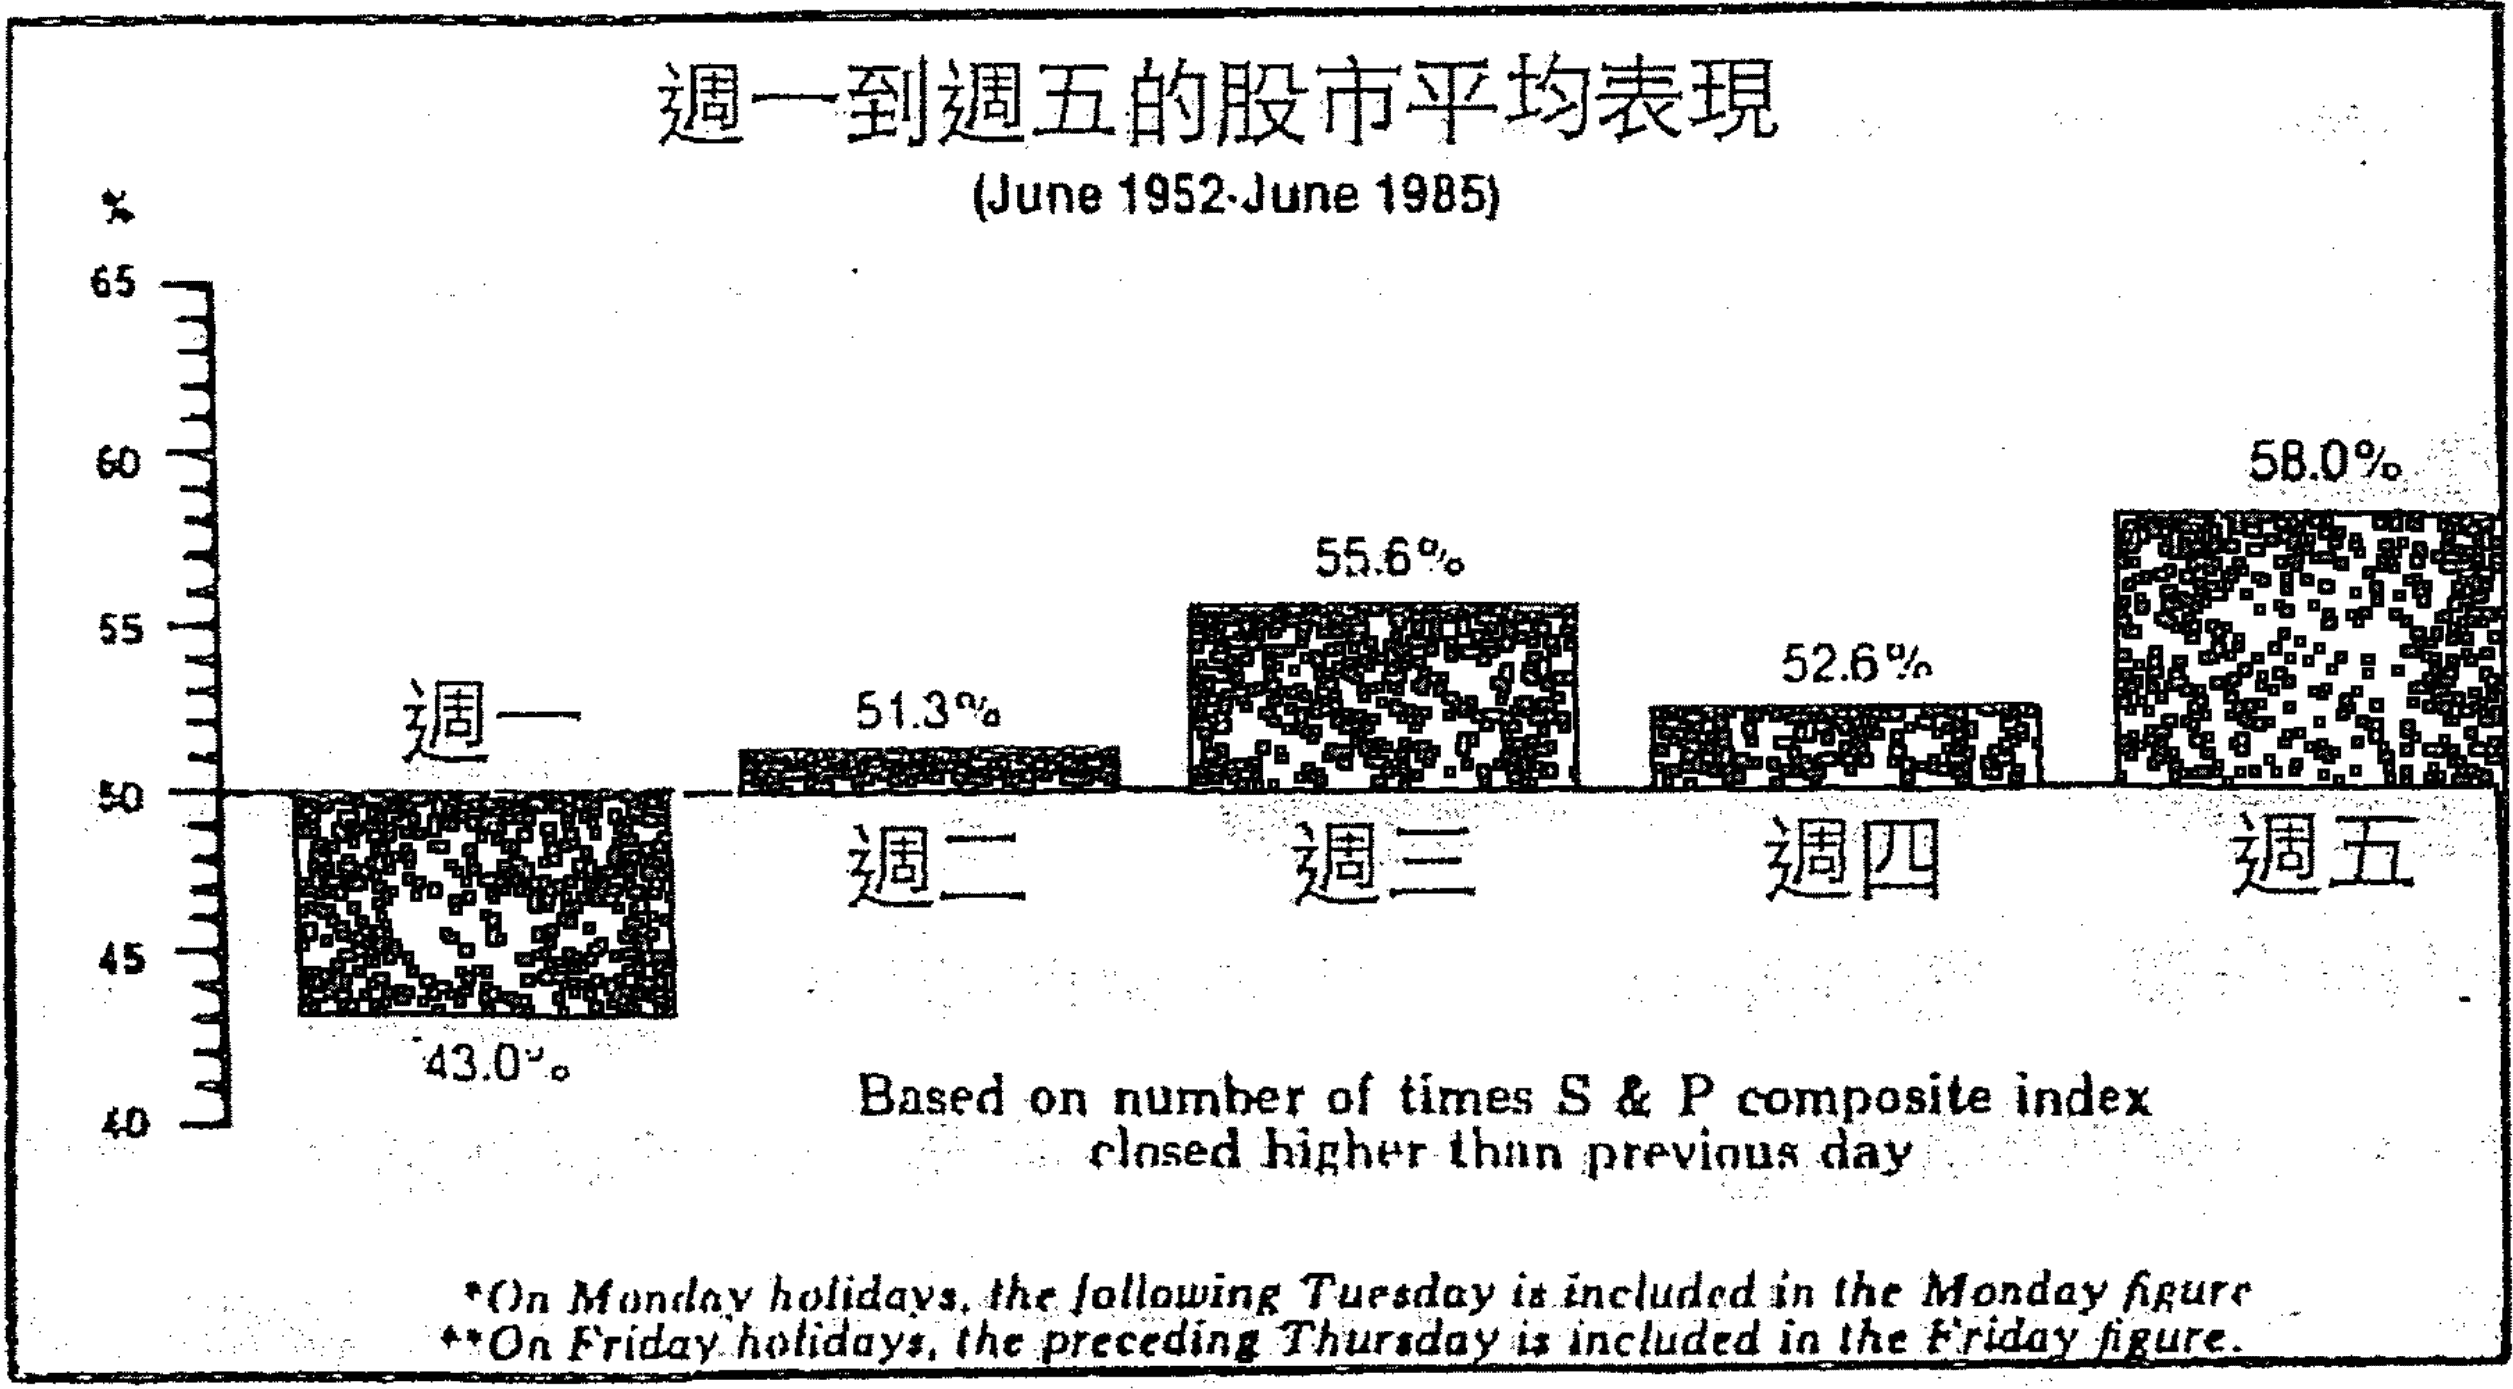 週一到週五的股市平均表現
(June 1952-June 1985)
%
65
60
55
50
45
40
週一
43.0%
51.3%
週二
55.6%
週三
52.6%
週四
58.0%
週五
Based on number of times S & P composite index
closed higher than previous day
*On Monday holidays, the following Tuesday is included in the Monday figure
**On Friday holidays, the preceding Thursday is included in the Friday figure.